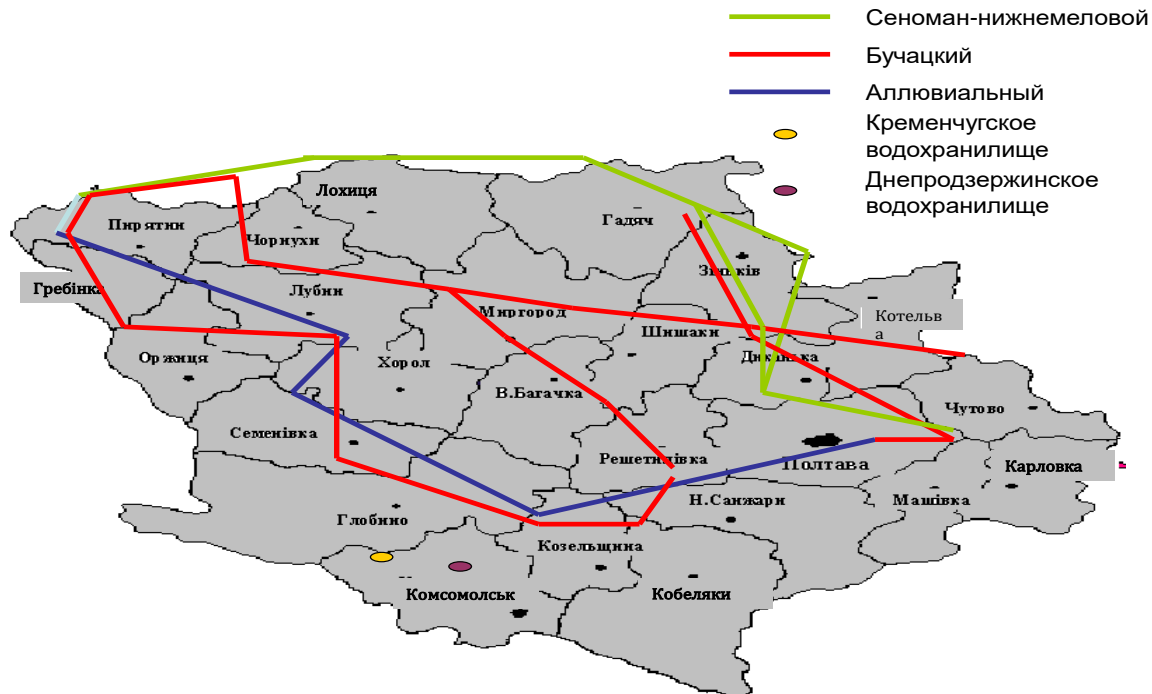 Сеноман-нижнемеловой
Бучацкий
Аллювиальный
Кременчугское
водохранилище
Днепродзержинское
водохранилище
Лохиця
Пирятин
Гадяч
Чорнухи
Зіньків
Гребінка
Лубни
Миргород
Шишаки
Котельв
а
Оржиця
Хорол
Диканька
В.Багачка
Чутово
Семенівка
Решетилівка
Полтава
Карловка
Н.Санжари
Машівка
Глобино
Козельщина
Комсомольск
Кобеляки